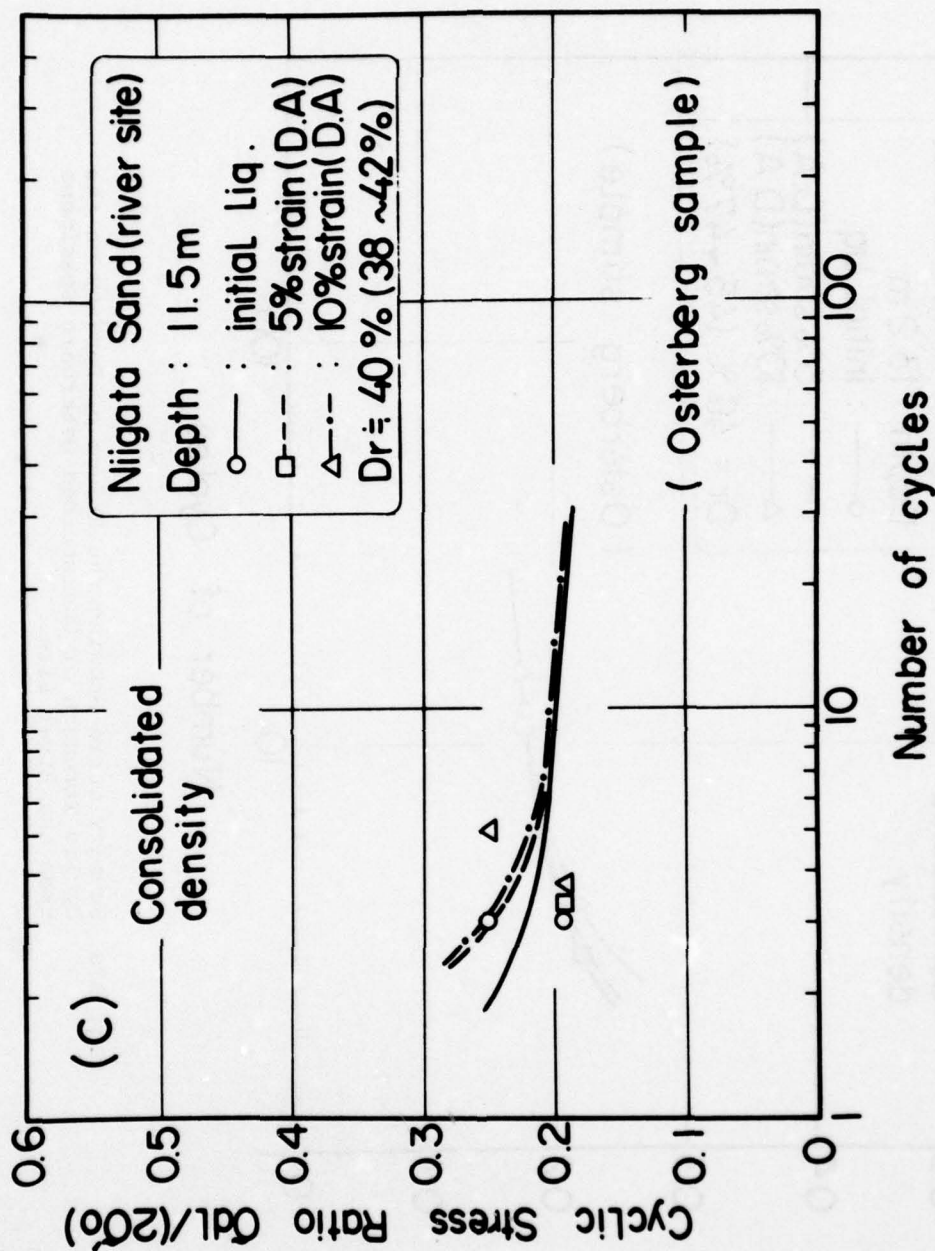 (C)
Consolidated
density
Niigata Sand (river site)
Depth : 11.5m
: initial Liq.
: 5% strain (D.A)
: 10% strain (D.A)
Dr ≒ 40% (38 ~ 42%)
( Osterberg sample)
Cyclic Stress Ratio σdL/(2σ0)
0.6
0.5
0.4
0.3
0.2
0.1
0
1
10
100
Number of cycles